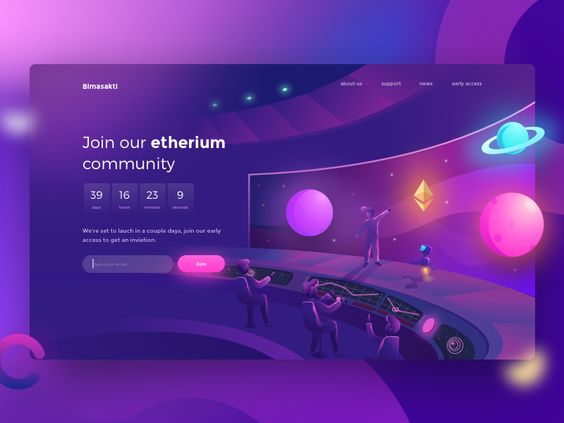 Bimasakti
about us support news early access
Join our etherium
community
39 16 23 9
days hours minutes seconds
We're set to lauch in a couple days, join our early
access to get an inviation.
type your email...
Join